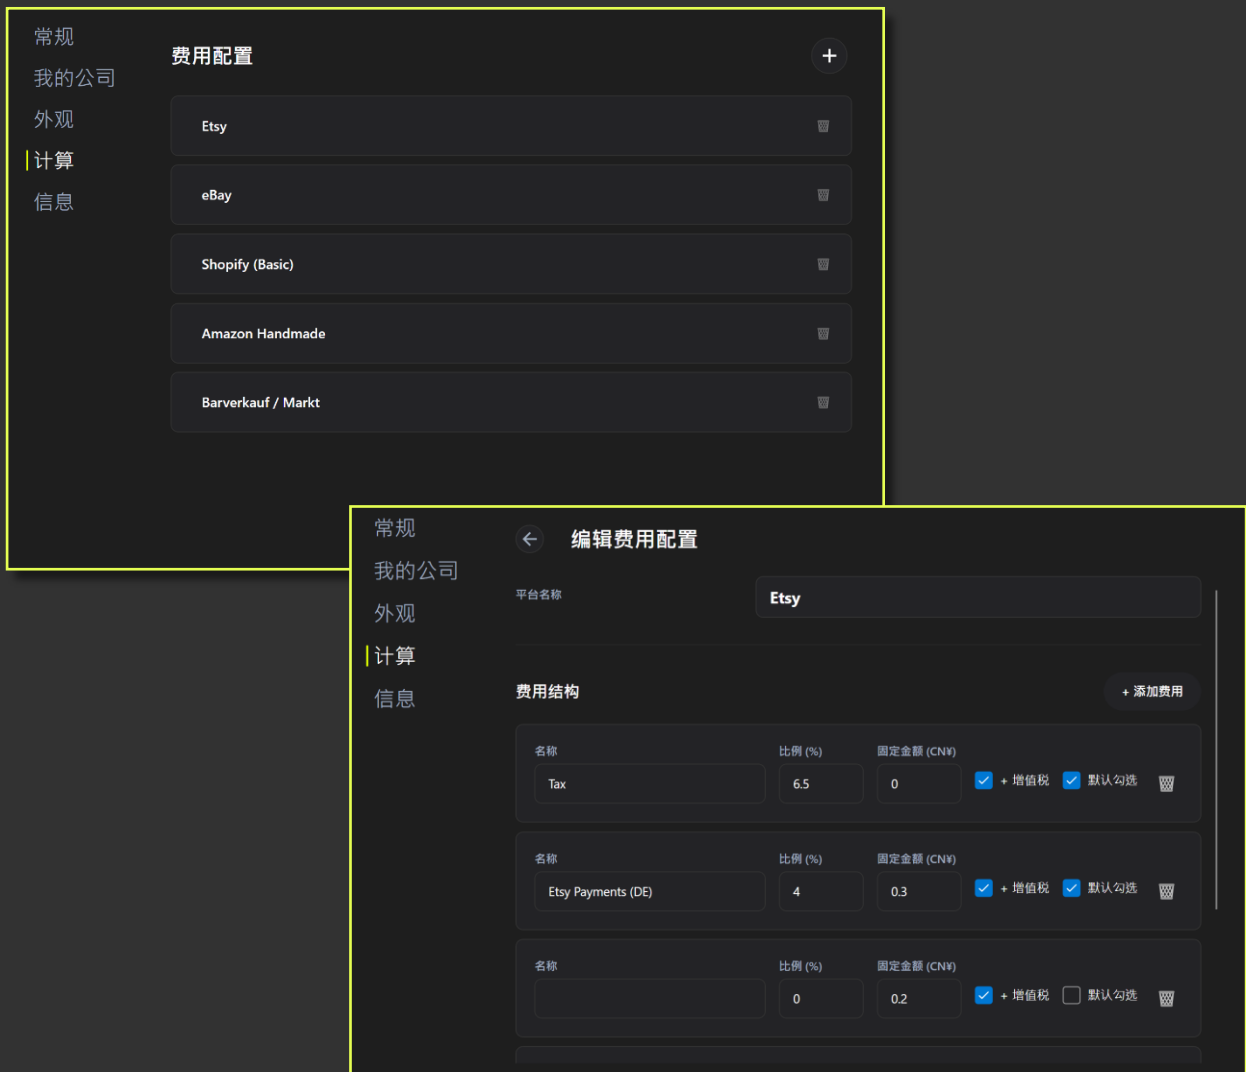 常规
我的公司
外观
计算
信息
费用配置
+
Etsy
eBay
Shopify (Basic)
Amazon Handmade
Barverkauf / Markt
常规
我的公司
外观
计算
信息
编辑费用配置
平台名称
Etsy
费用结构
+ 添加费用
名称 比例 (%) 固定金额 (CN¥)
Tax 6.5 0 + 增值税 默认勾选
名称 比例 (%) 固定金额 (CN¥)
Etsy Payments (DE) 4 0.3 + 增值税 默认勾选
名称 比例 (%) 固定金额 (CN¥)
0 0.2 + 增值税 默认勾选